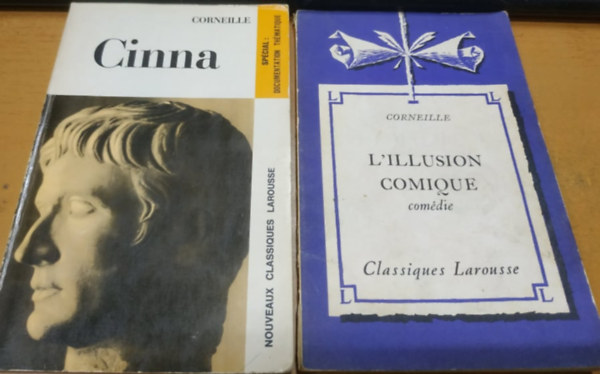 CORNEILLE
Cinna
SPÉCIAL :
DOCUMENTATION THÉMATIQUE
NOUVEAUX CLASSIQUES LAROUSSE
CORNEILLE
L'ILLUSION
COMIQUE
comédie
Classiques Larousse
L
L
L
L